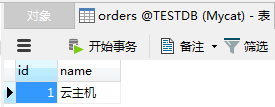 对象
orders @TESTDB (Mycat) - 表
开始事务
备注
筛选
id name
1 云主机